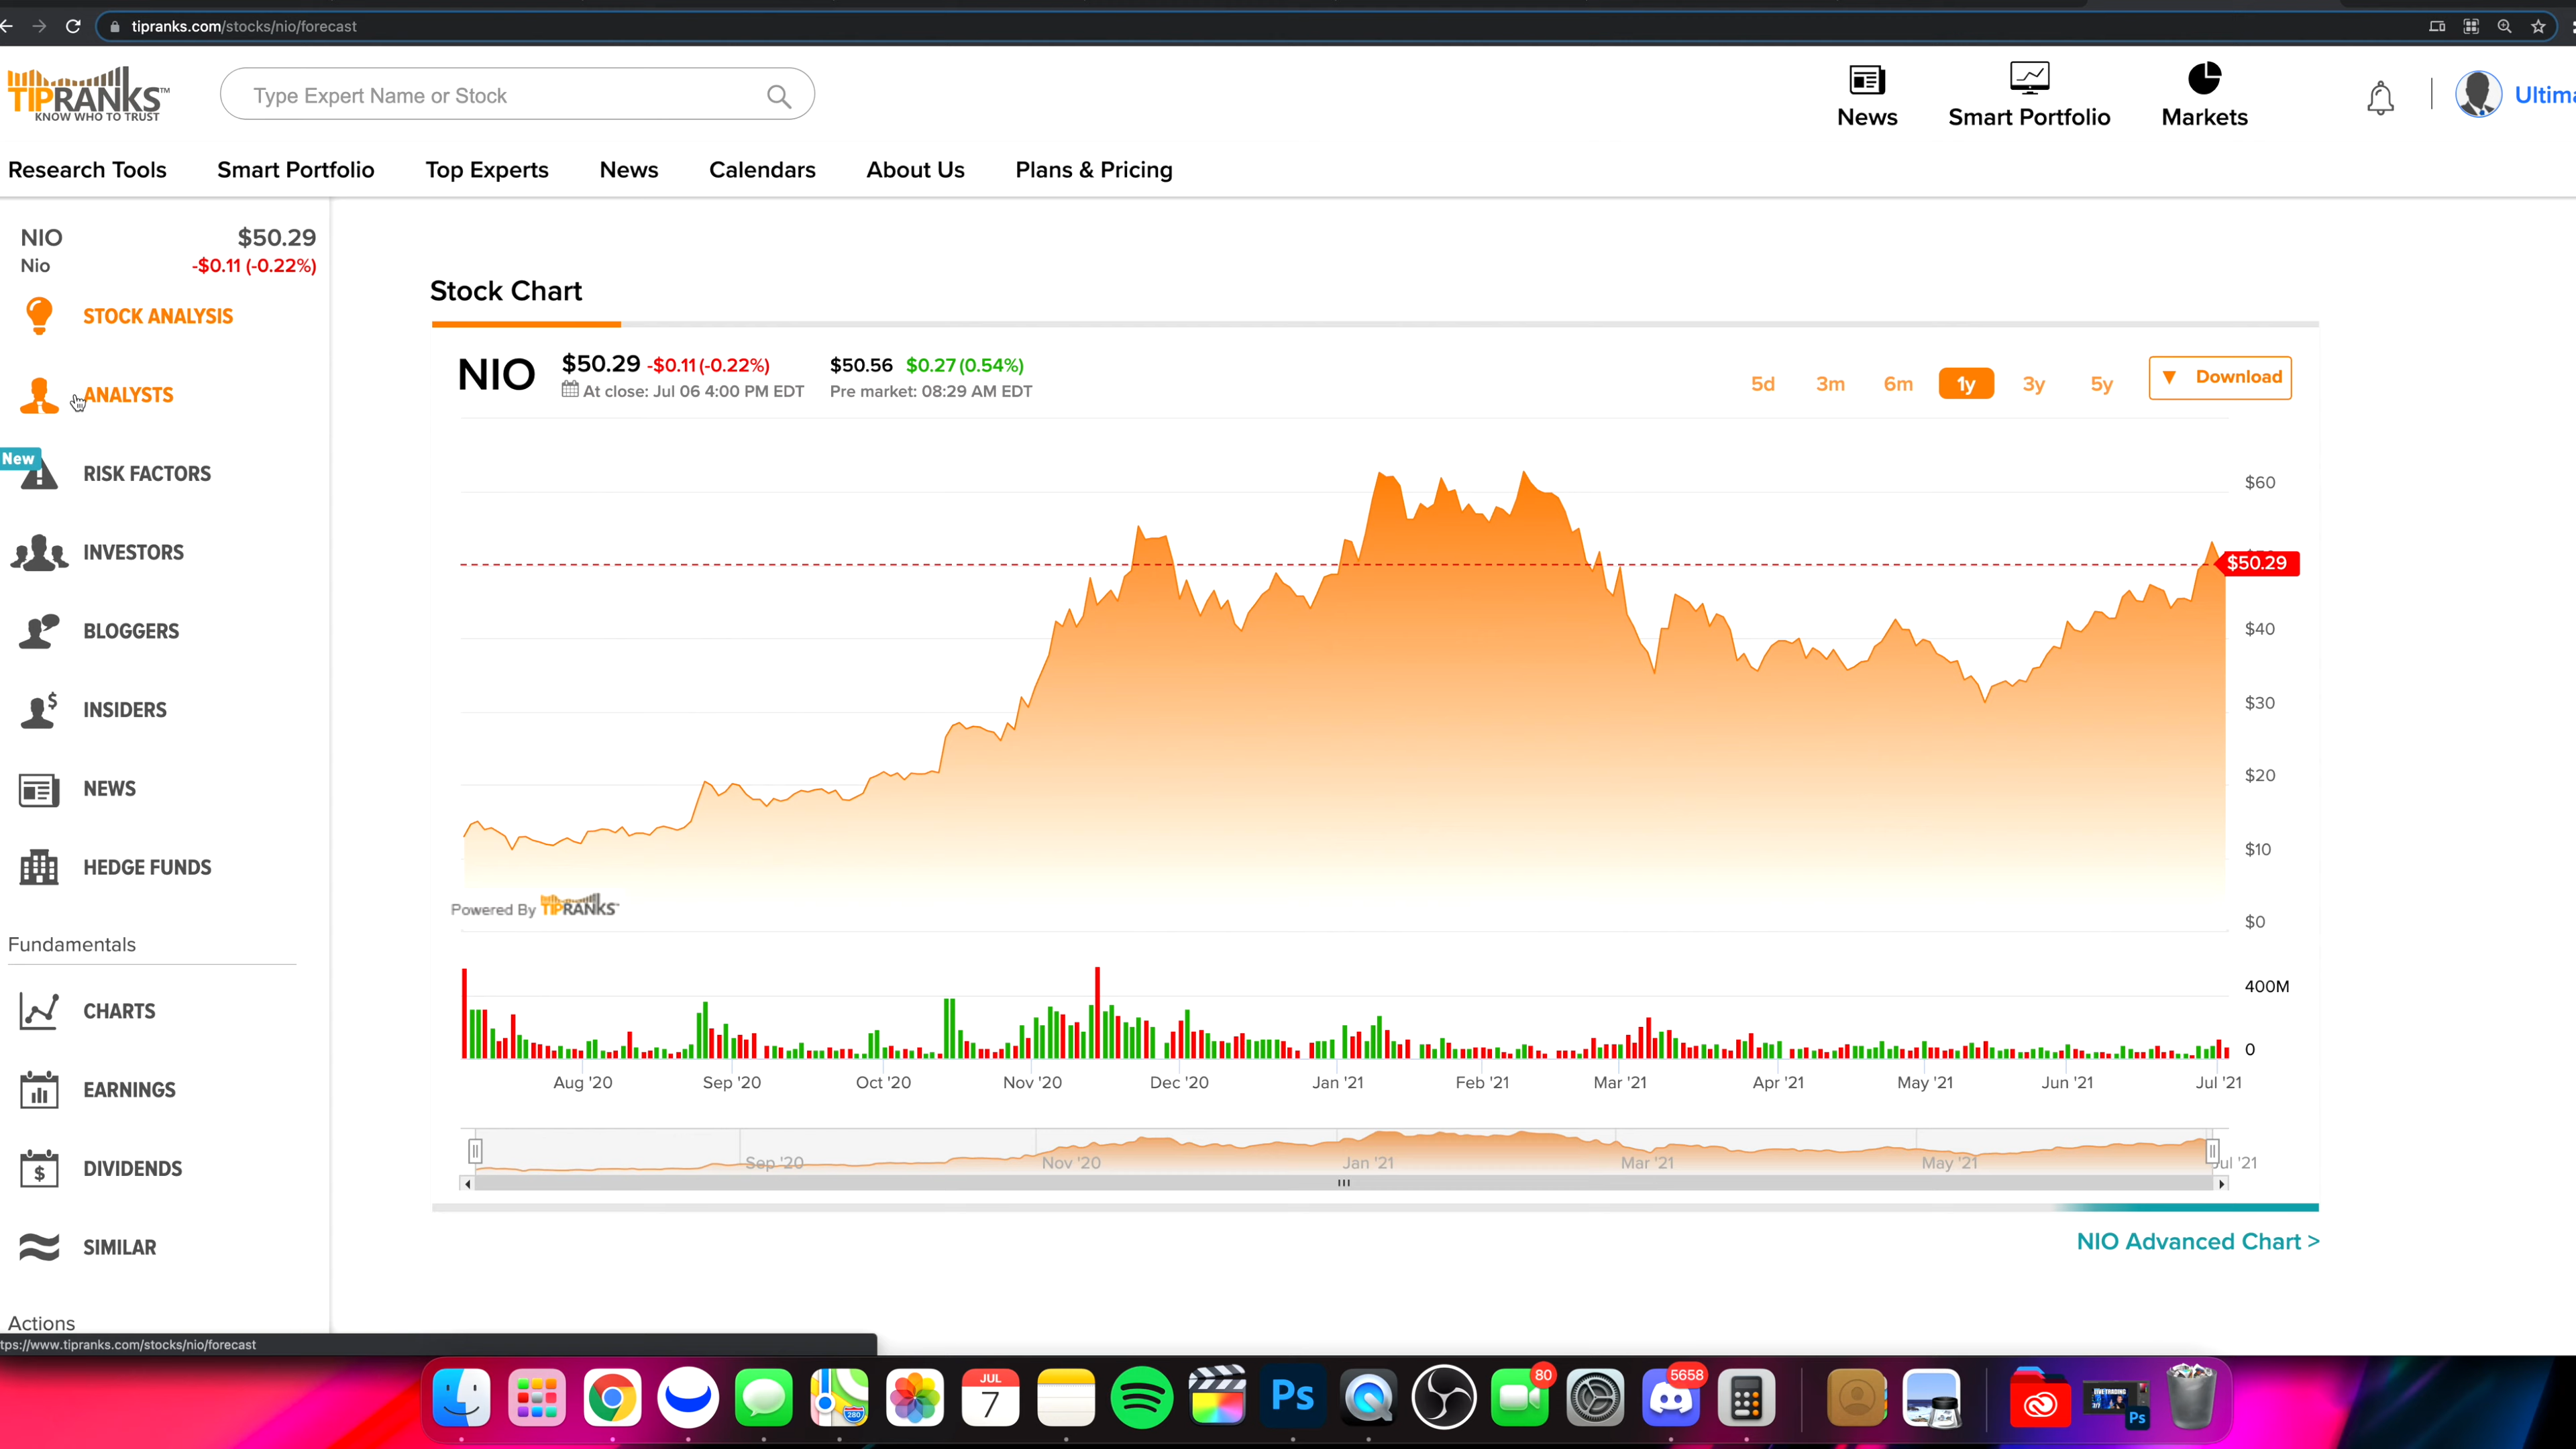 tipranks.com/stocks/nio/forecast
TIPRANKS™
KNOW WHO TO TRUST
Type Expert Name or Stock
News
Smart Portfolio
Markets
Research Tools Smart Portfolio Top Experts News Calendars About Us Plans & Pricing
NIO $50.29
Nio -$0.11 (-0.22%)
STOCK ANALYSIS
ANALYSTS
New
RISK FACTORS
INVESTORS
BLOGGERS
INSIDERS
NEWS
HEDGE FUNDS
Fundamentals
CHARTS
EARNINGS
DIVIDENDS
SIMILAR
Actions
tps://www.tipranks.com/stocks/nio/forecast
Stock Chart
NIO $50.29 -$0.11 (-0.22%) $50.56 $0.27 (0.54%)
At close: Jul 06 4:00 PM EDT Pre market: 08:29 AM EDT
5d 3m 6m 1y 3y 5y Download
$60
$50.29
$40
$30
$20
$10
$0
Powered By TIPRANKS™
400M
0
Aug '20 Sep '20 Oct '20 Nov '20 Dec '20 Jan '21 Feb '21 Mar '21 Apr '21 May '21 Jun '21 Jul '21
Sep '20 Nov '20 Jan '21 Mar '21 May '21 Jul '21
NIO Advanced Chart >
280
JUL
7
Ps
80
5658
Ps